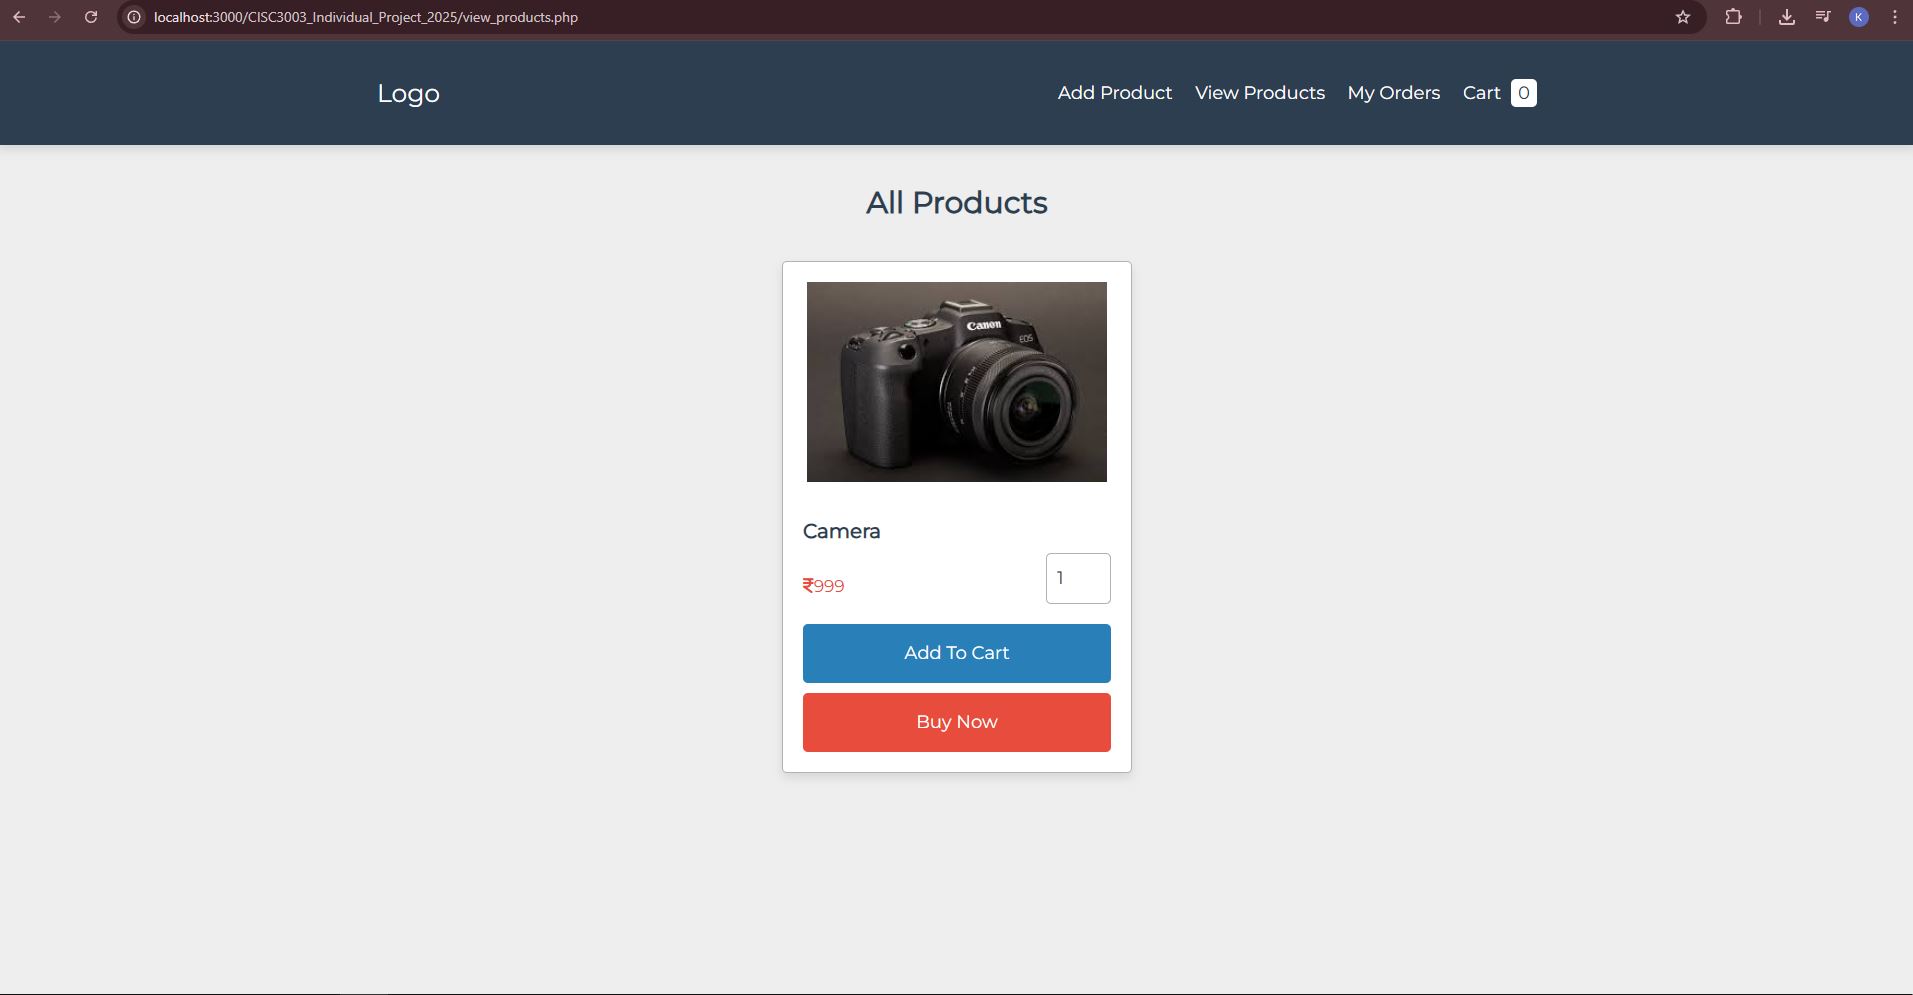 localhost:3000/CISC3003_Individual_Project_2025/view_products.php
K
Logo
Add Product
View Products
My Orders
Cart 0
All Products
Canon
EOS
Camera
₹999
1
Add To Cart
Buy Now